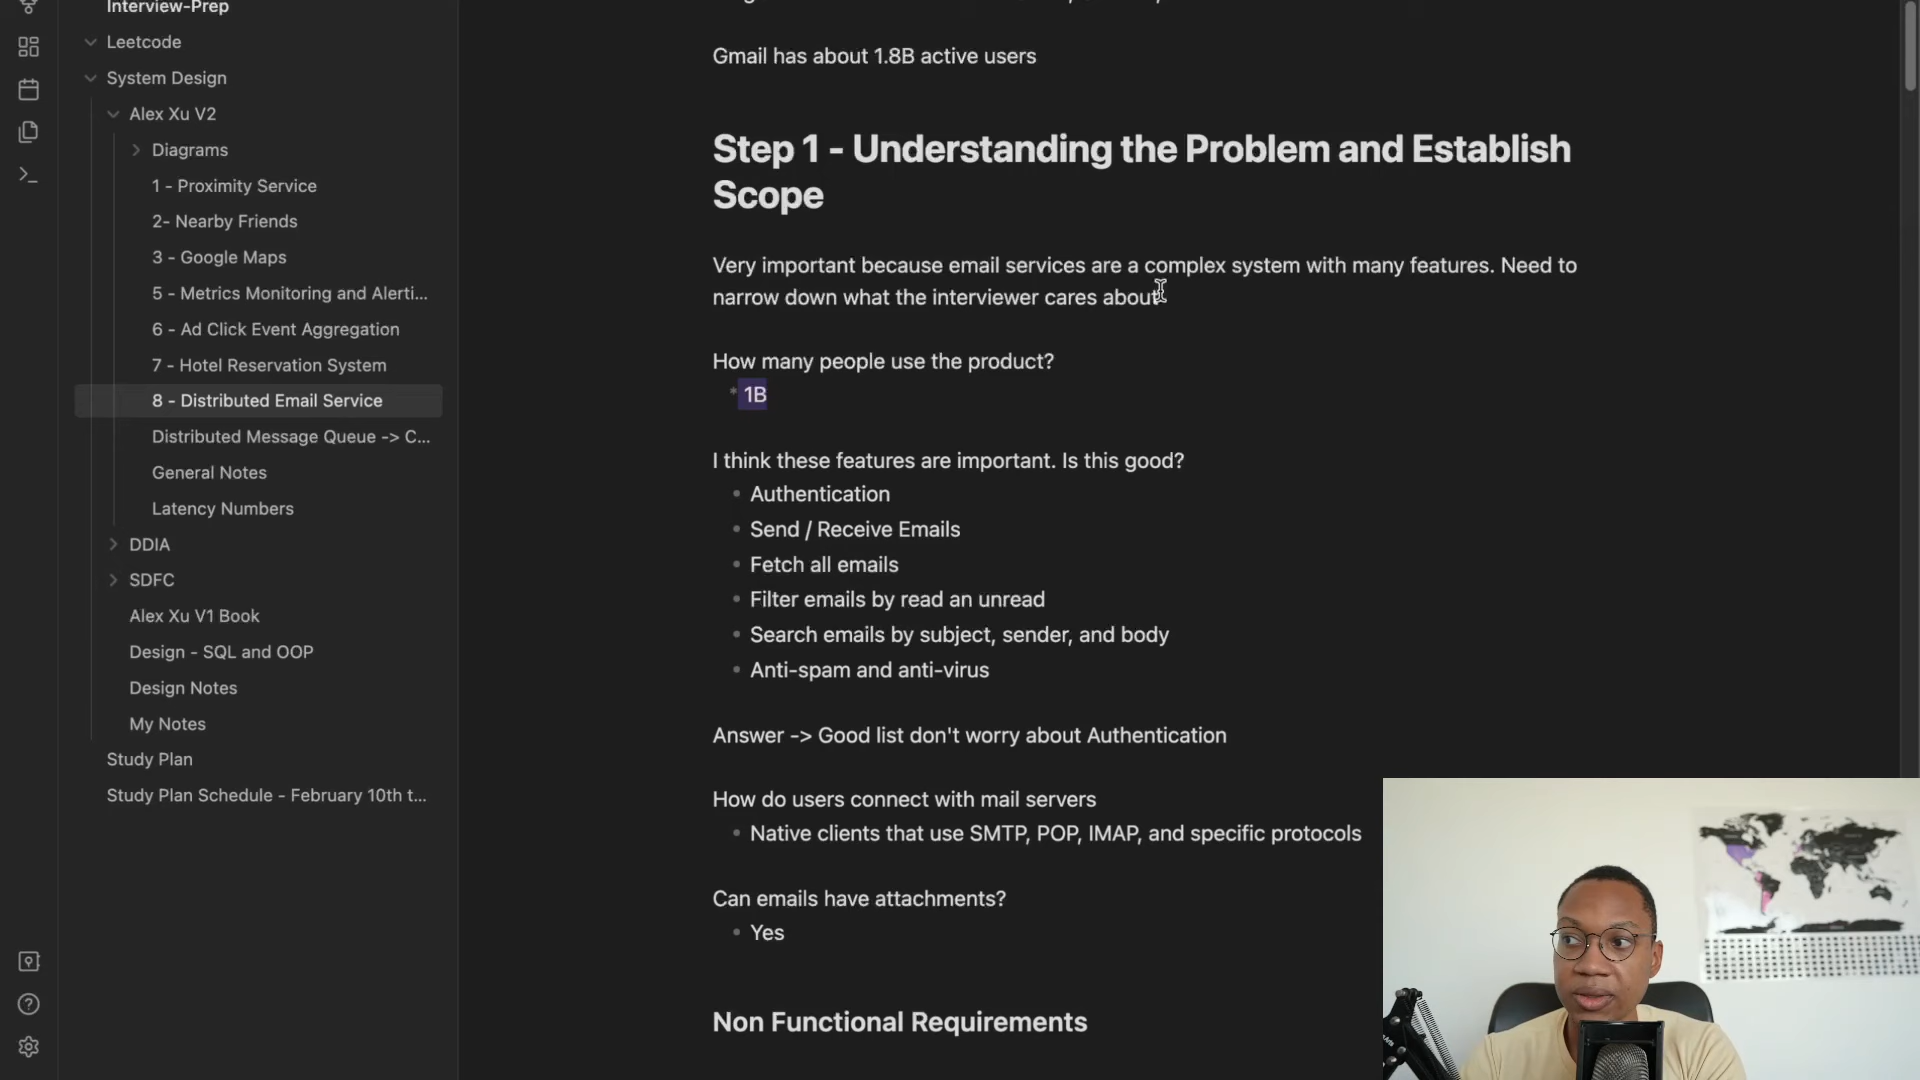 Interview-Prep
Leetcode
System Design
Alex Xu V2
Diagrams
1 - Proximity Service
2- Nearby Friends
3 - Google Maps
5 - Metrics Monitoring and Alerti...
6 - Ad Click Event Aggregation
7 - Hotel Reservation System
8 - Distributed Email Service
Distributed Message Queue -> C...
General Notes
Latency Numbers
DDIA
SDFC
Alex Xu V1 Book
Design - SQL and OOP
Design Notes
My Notes
Study Plan
Study Plan Schedule - February 10th t...
Gmail has about 1.8B active users
Step 1 - Understanding the Problem and Establish
Scope
Very important because email services are a complex system with many features. Need to
narrow down what the interviewer cares about
How many people use the product?
* 1B
I think these features are important. Is this good?
• Authentication
• Send / Receive Emails
• Fetch all emails
• Filter emails by read an unread
• Search emails by subject, sender, and body
• Anti-spam and anti-virus
Answer -> Good list don't worry about Authentication
How do users connect with mail servers
• Native clients that use SMTP, POP, IMAP, and specific protocols
Can emails have attachments?
• Yes
Non Functional Requirements